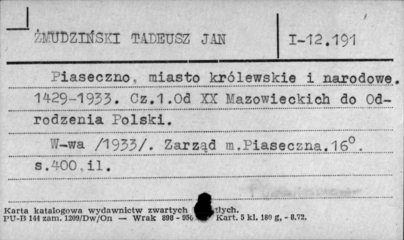 ŻMUDZIŃSKI TADEUSZ JAN
I-12.191
Piaseczno, miasto królewskie i narodowe.
1429-1933. Cz.1.Od XX Mazowieckich do Od-
rodzenia Polski.
W-wa /1933/. Zarząd m.Piaseczna.16°.
s.400,il.
Karta katalogowa wydawnictw zwartych
PU-B 144 zam. 1209/Dw/On — Wrak 898 - Kart. 5 kl. 180 g, - 8.72.